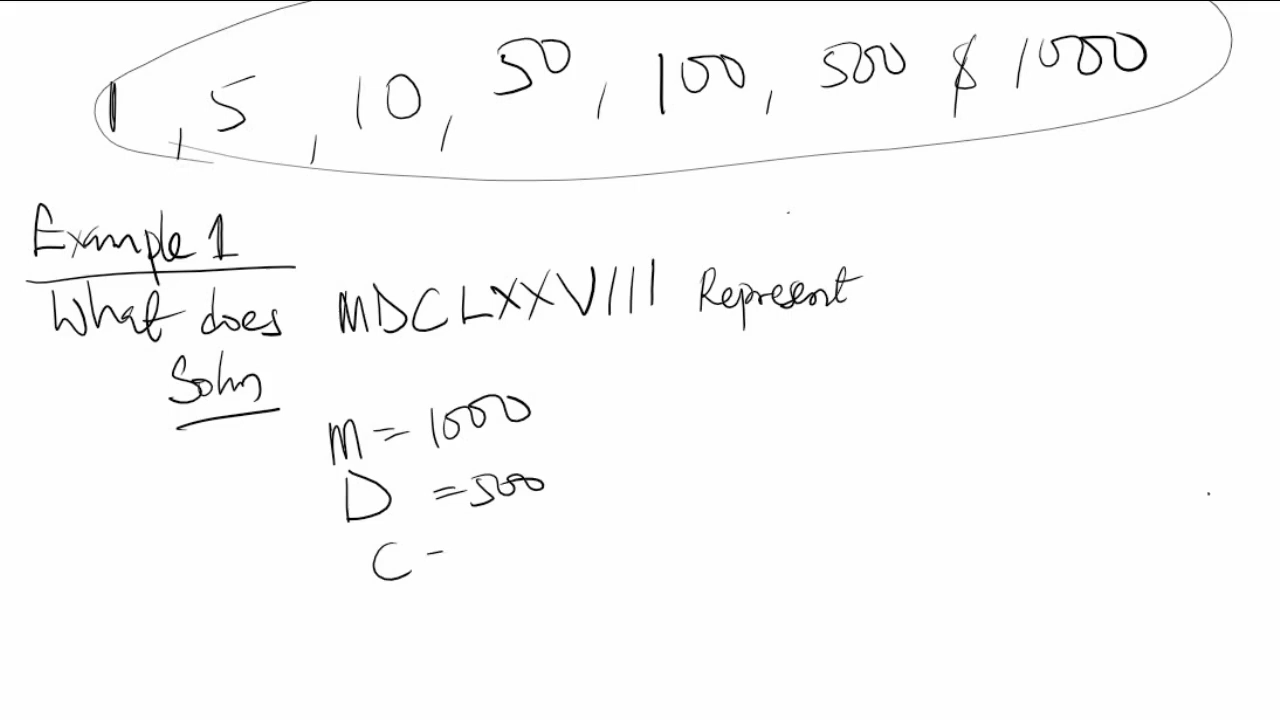 1, 5, 10, 50, 100, 500 & 1000
Example 1
What does MDCLXXVIII Represent
Soln
M = 1000
D = 500
C -